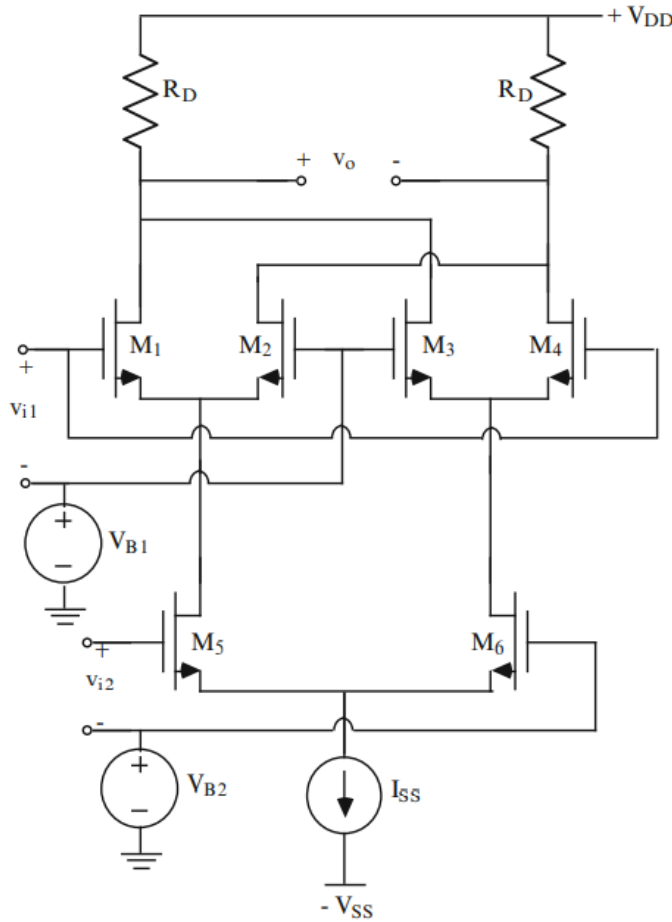 + V_DD
R_D
R_D
+ v_o -
M_1
M_2
M_3
M_4
+
v_i1
-
+
−
V_B1
M_5
M_6
+
v_i2
-
+
−
V_B2
I_SS
- V_SS